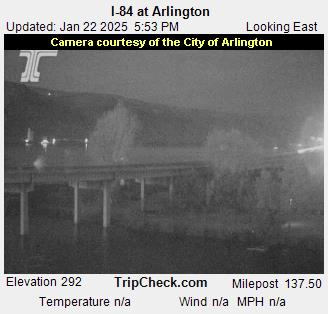 I-84 at Arlington
Updated: Jan 22 2025 5:53 PM Looking East
Camera courtesy of the City of Arlington
Elevation 292 TripCheck.com Milepost 137.50
Temperature n/a Wind n/a MPH n/a